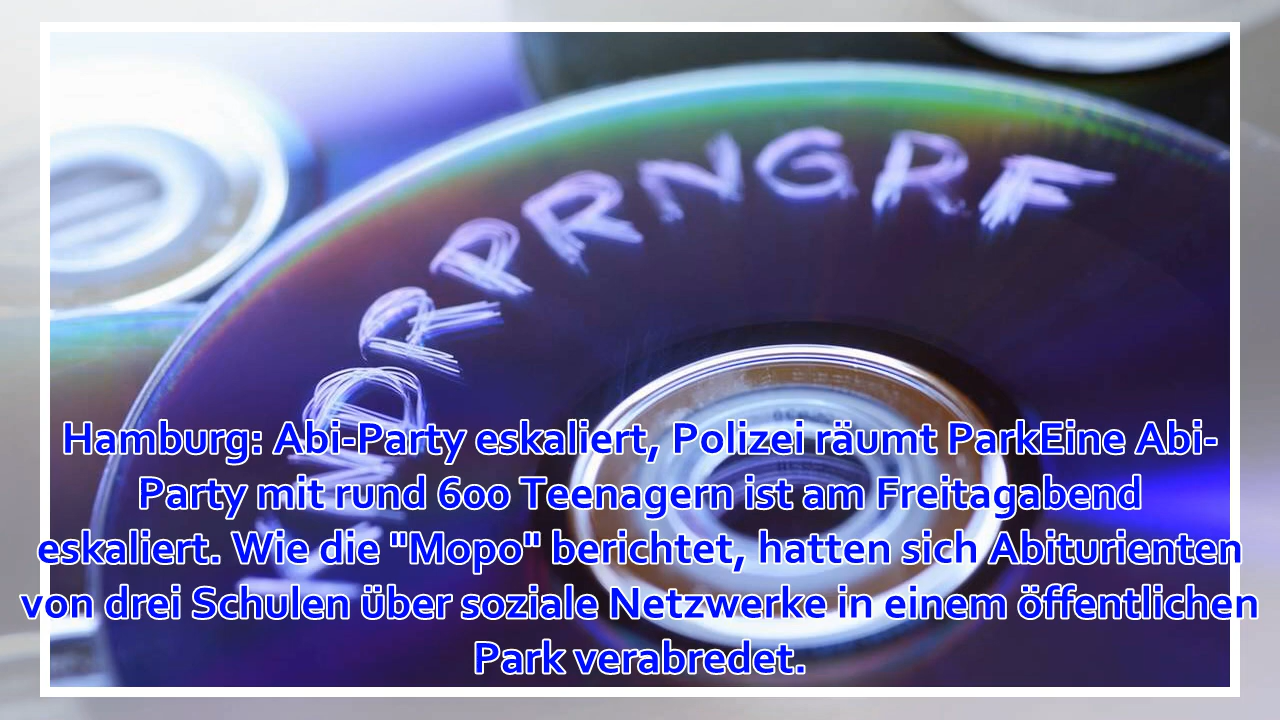 KNDRPRNGRF
Hamburg: Abi-Party eskaliert, Polizei räumt ParkEine Abi-
Party mit rund 600 Teenagern ist am Freitagabend
eskaliert. Wie die "Mopo" berichtet, hatten sich Abiturienten
von drei Schulen über soziale Netzwerke in einem öffentlichen
Park verabredet.